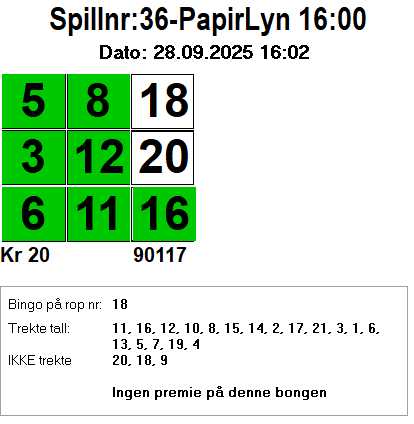 Spillnr:36-PapirLyn 16:00
Dato: 28.09.2025 16:02
5 8 18
3 12 20
6 11 16
Kr 20 90117
Bingo på rop nr: 18
Trekte tall: 11, 16, 12, 10, 8, 15, 14, 2, 17, 21, 3, 1, 6,
13, 5, 7, 19, 4
IKKE trekte 20, 18, 9
Ingen premie på denne bongen